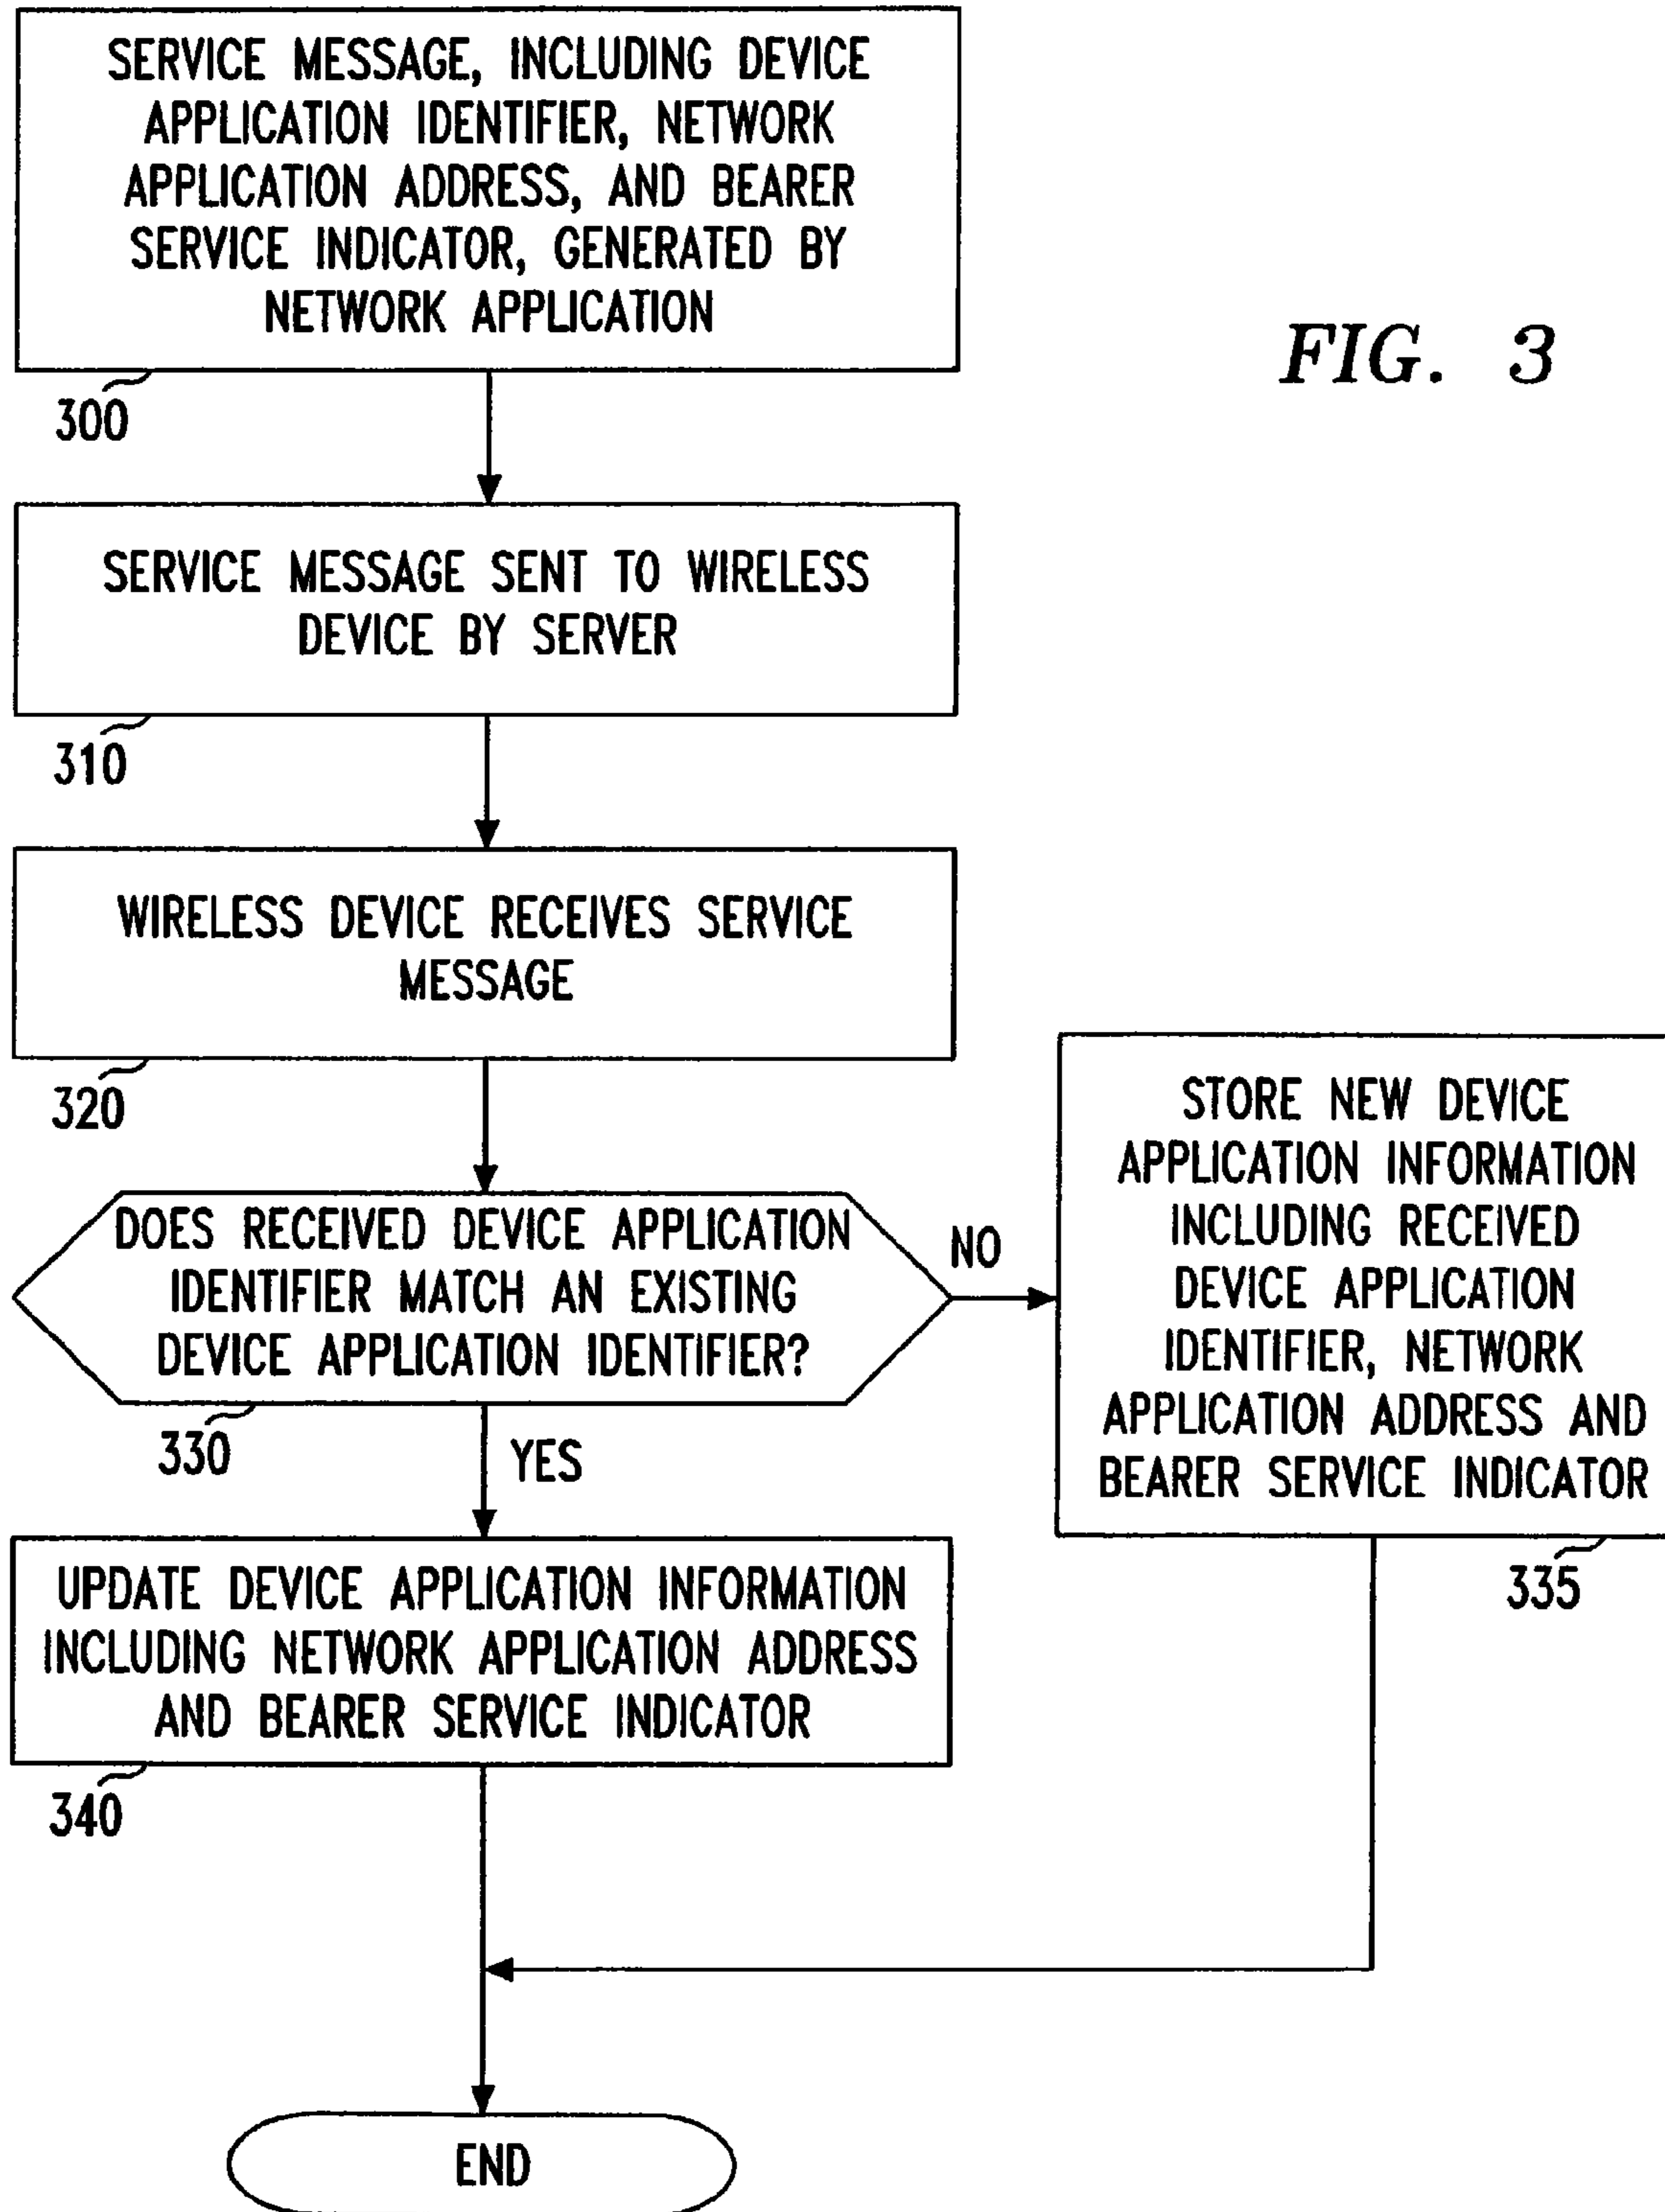 SERVICE MESSAGE, INCLUDING DEVICE
APPLICATION IDENTIFIER, NETWORK
APPLICATION ADDRESS, AND BEARER
SERVICE INDICATOR, GENERATED BY
NETWORK APPLICATION
300
FIG. 3
SERVICE MESSAGE SENT TO WIRELESS
DEVICE BY SERVER
310
WIRELESS DEVICE RECEIVES SERVICE
MESSAGE
320
DOES RECEIVED DEVICE APPLICATION
IDENTIFIER MATCH AN EXISTING
DEVICE APPLICATION IDENTIFIER?
330
NO
STORE NEW DEVICE
APPLICATION INFORMATION
INCLUDING RECEIVED
DEVICE APPLICATION
IDENTIFIER, NETWORK
APPLICATION ADDRESS AND
BEARER SERVICE INDICATOR
335
YES
UPDATE DEVICE APPLICATION INFORMATION
INCLUDING NETWORK APPLICATION ADDRESS
AND BEARER SERVICE INDICATOR
340
END